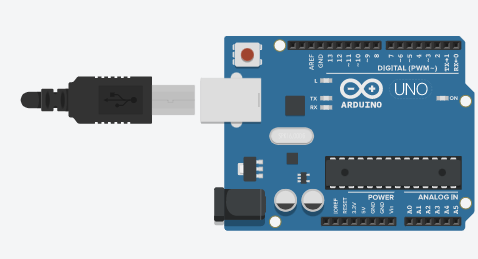 AREF
GND
13
12
~11
~10
~9
8
7
~6
~5
4
~3
2
TX→1
RX←0
DIGITAL (PWM~)
L
TX
RX
ARDUINO
UNO
ON
POWER
ANALOG IN
IOREF
RESET
3.3V
5V
GND
GND
Vin
A0
A1
A2
A3
A4
A5